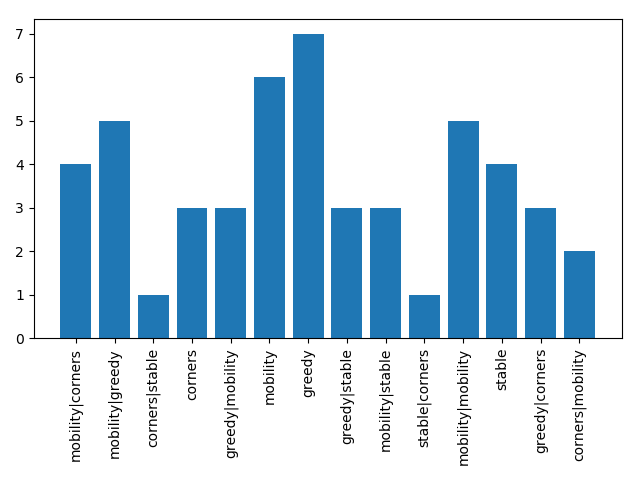 7
6
5
4
3
2
1
0
mobility|corners
mobility|greedy
corners|stable
corners
greedy|mobility
mobility
greedy
greedy|stable
mobility|stable
stable|corners
mobility|mobility
stable
greedy|corners
corners|mobility